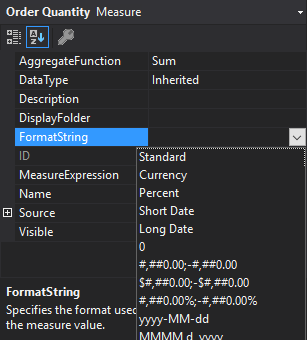 Order Quantity Measure
AggregateFunction Sum
DataType Inherited
Description
DisplayFolder
FormatString
ID
MeasureExpression
Name
Source
Visible
Standard
Currency
Percent
Short Date
Long Date
0
#,##0.00;-#,##0.00
$#,##0.00;-$#,##0.00
#,##0.00%;-#,##0.00%
yyyy-MM-dd
MMMM d, yyyy
FormatString
Specifies the format used
the measure value.